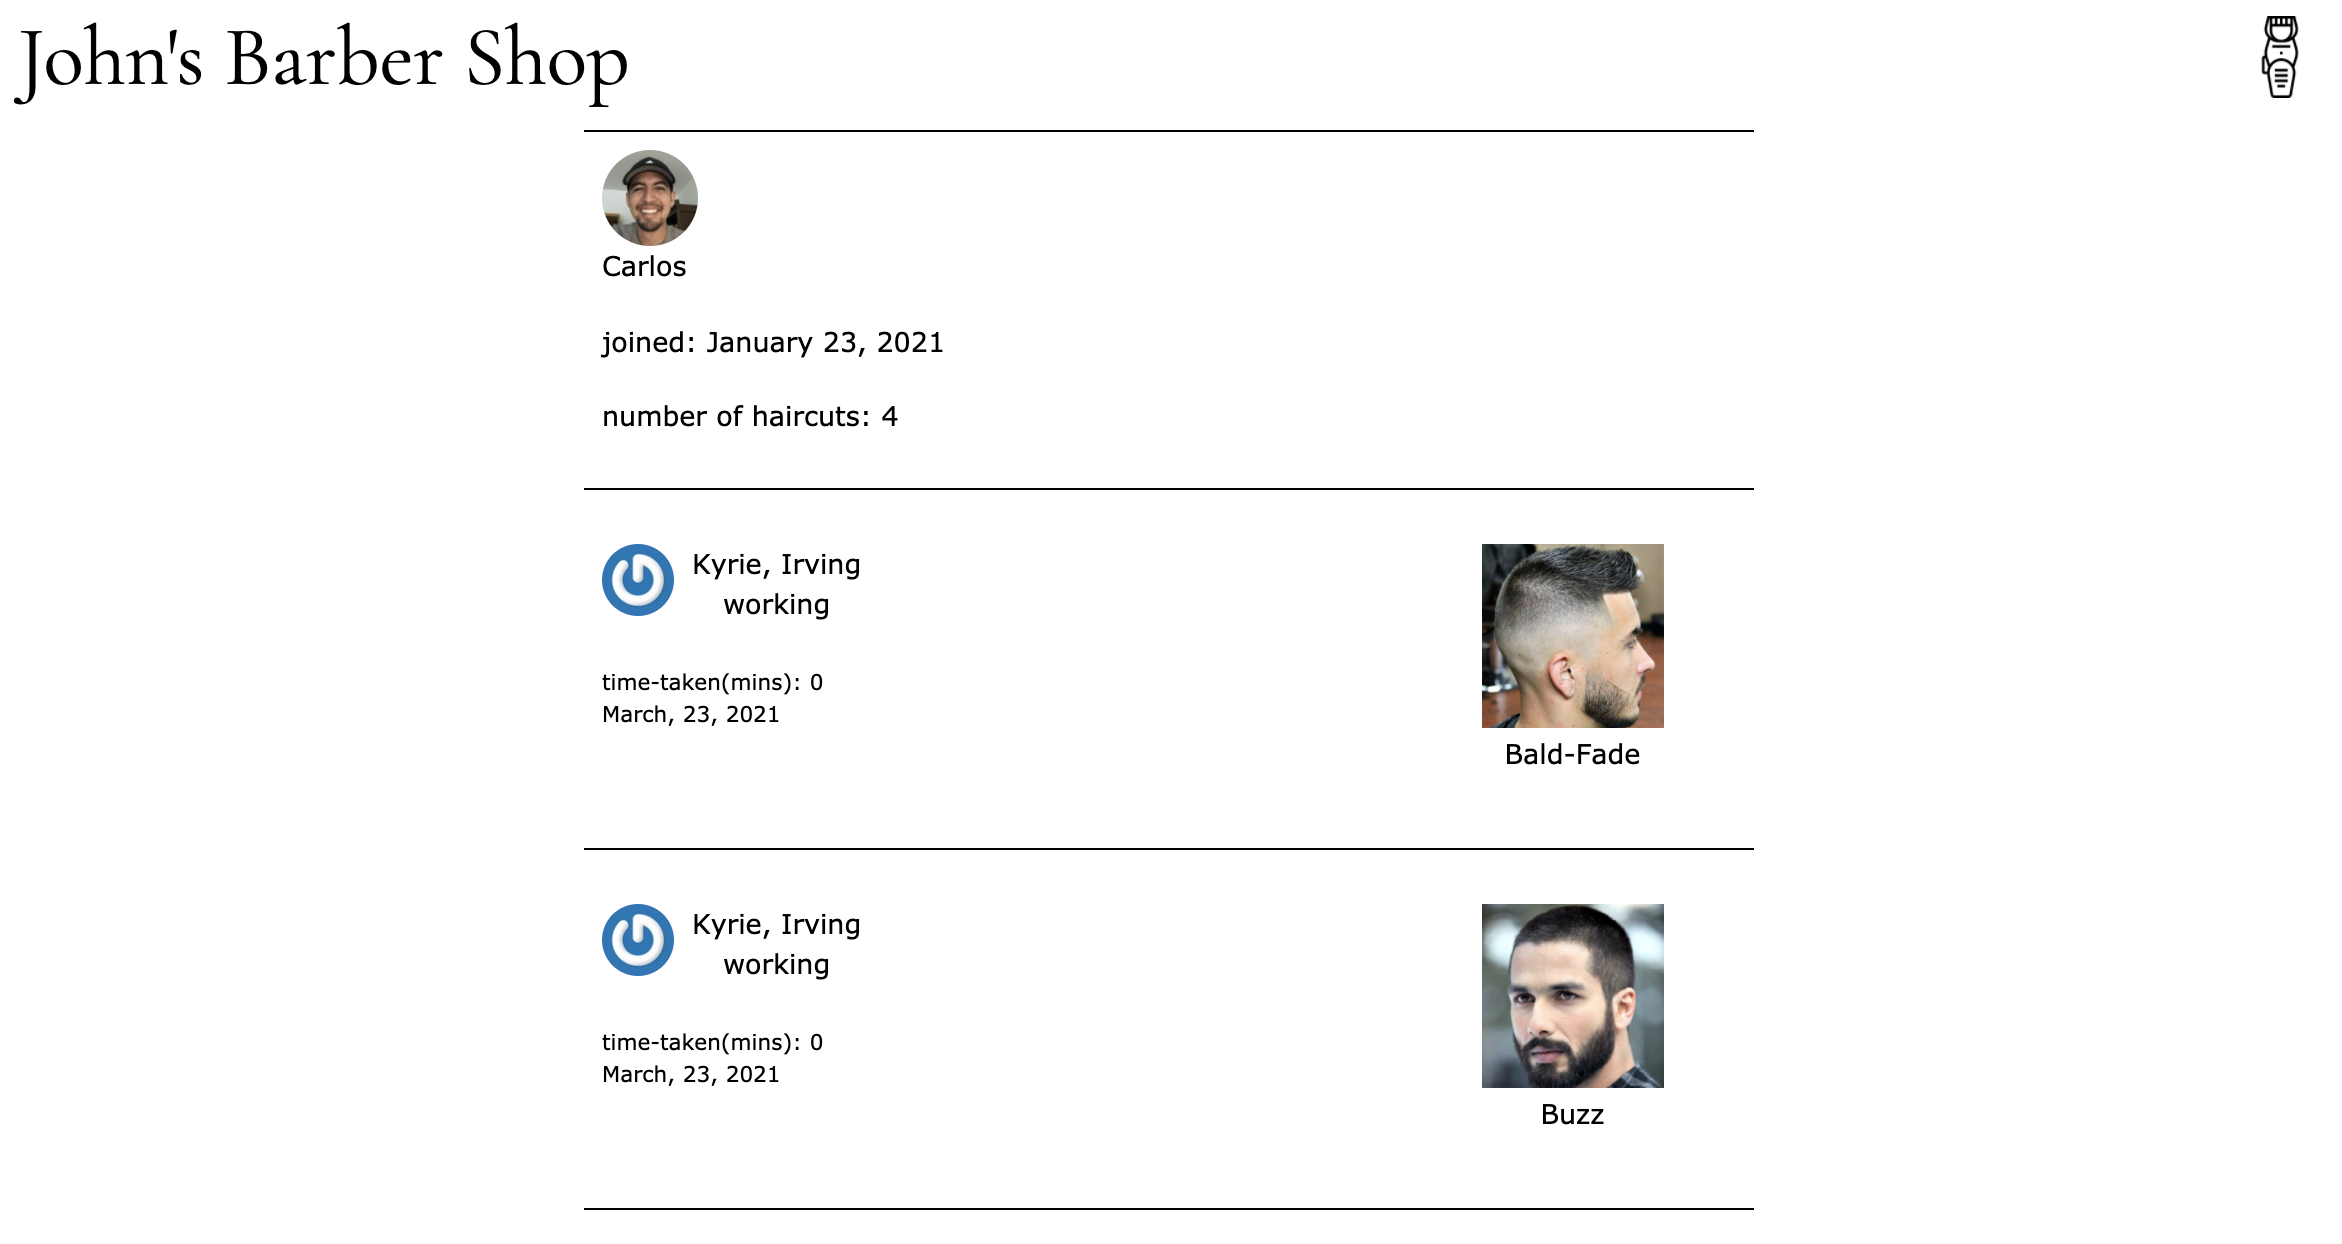 John's Barber Shop
Carlos
joined: January 23, 2021
number of haircuts: 4
Kyrie, Irving
working
time-taken(mins): 0
March, 23, 2021
Bald-Fade
Kyrie, Irving
working
time-taken(mins): 0
March, 23, 2021
Buzz